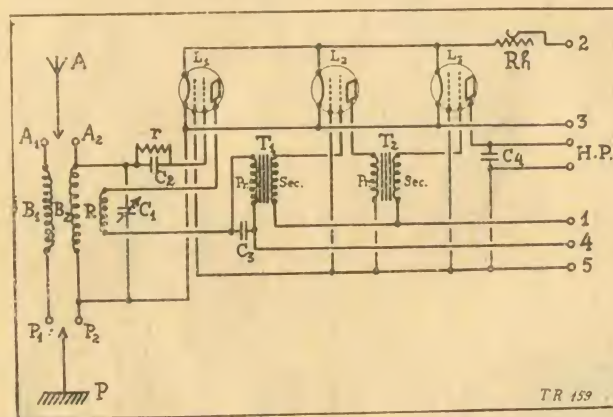 A
L₁
L₂
L₃
Rh
2
3
A₁
A₂
r
C₂
T₁
T₂
C₄
H.P.
B₁
B₂
R
C₁
Pr.
Sec.
Pr.
Sec.
C₃
1
4
5
P₁
P₂
P
TR 159